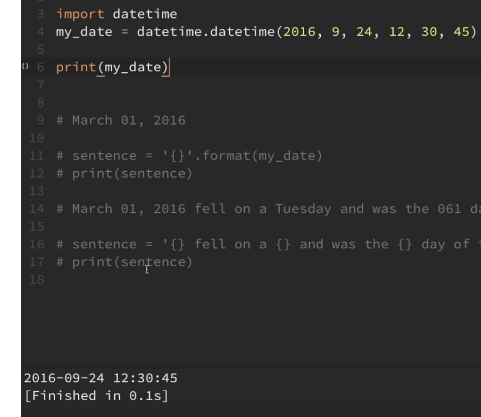 3 import datetime
4 my_date = datetime.datetime(2016, 9, 24, 12, 30, 45)
5
6 print(my_date)
7
8
9 # March 01, 2016
10
11 # sentence = '{}'.format(my_date)
12 # print(sentence)
13
14 # March 01, 2016 fell on a Tuesday and was the 061
15
16 # sentence = '{} fell on a {} and was the {} day of
17 # print(sentence)
18
2016-09-24 12:30:45
[Finished in 0.1s]